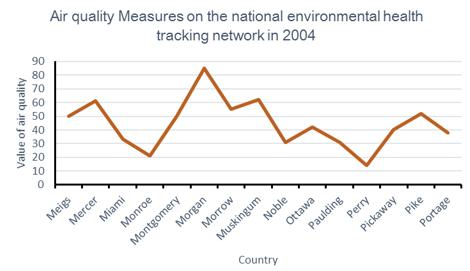 Air quality Measures on the national environmental health
tracking network in 2004
Value of air quality
90
80
70
60
50
40
30
20
10
0
Meigs
Mercer
Miami
Monroe
Montgomery
Morgan
Morrow
Muskingum
Noble
Ottawa
Paulding
Perry
Pickaway
Pike
Portage
Country